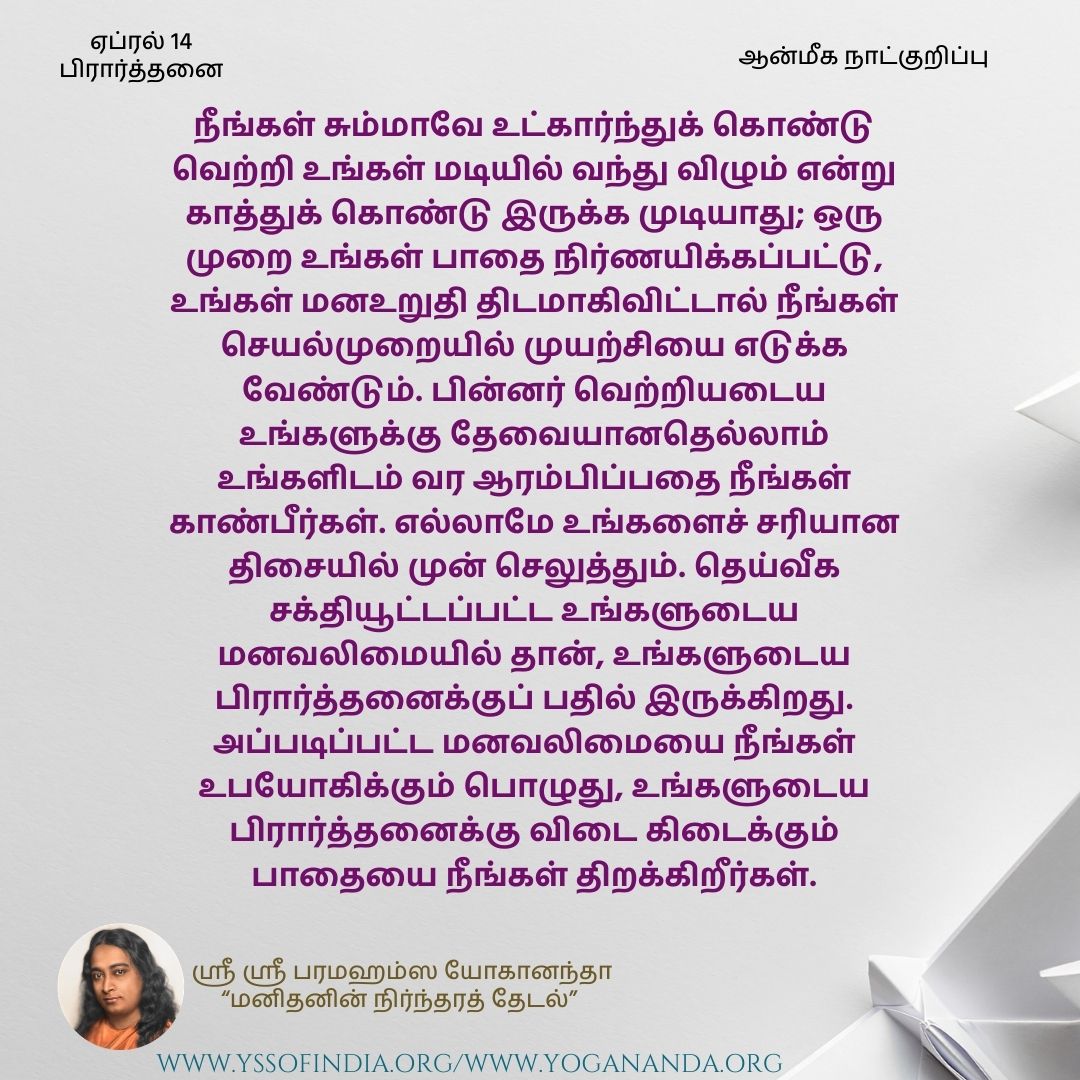 ஏப்ரல் 14
பிரார்த்தனை
ஆன்மீக நாட்குறிப்பு
நீங்கள் சும்மாவே உட்கார்ந்துக் கொண்டு
வெற்றி உங்கள் மடியில் வந்து விழும் என்று
காத்துக் கொண்டு இருக்க முடியாது; ஒரு
முறை உங்கள் பாதை நிர்ணயிக்கப்பட்டு,
உங்கள் மனஉறுதி திடமாகிவிட்டால் நீங்கள்
செயல்முறையில் முயற்சியை எடுக்க
வேண்டும். பின்னர் வெற்றியடைய
உங்களுக்கு தேவையானதெல்லாம்
உங்களிடம் வர ஆரம்பிப்பதை நீங்கள்
காண்பீர்கள். எல்லாமே உங்களைச் சரியான
திசையில் முன் செலுத்தும். தெய்வீக
சக்தியூட்டப்பட்ட உங்களுடைய
மனவலிமையில் தான், உங்களுடைய
பிரார்த்தனைக்குப் பதில் இருக்கிறது.
அப்படிப்பட்ட மனவலிமையை நீங்கள்
உபயோகிக்கும் பொழுது, உங்களுடைய
பிரார்த்தனைக்கு விடை கிடைக்கும்
பாதையை நீங்கள் திறக்கிறீர்கள்.
ஸ்ரீ ஸ்ரீ பரமஹம்ஸ யோகானந்தா
“மனிதனின் நிர்ந்தரத் தேடல்”
WWW.YSSOFINDIA.ORG/WWW.YOGANANDA.ORG